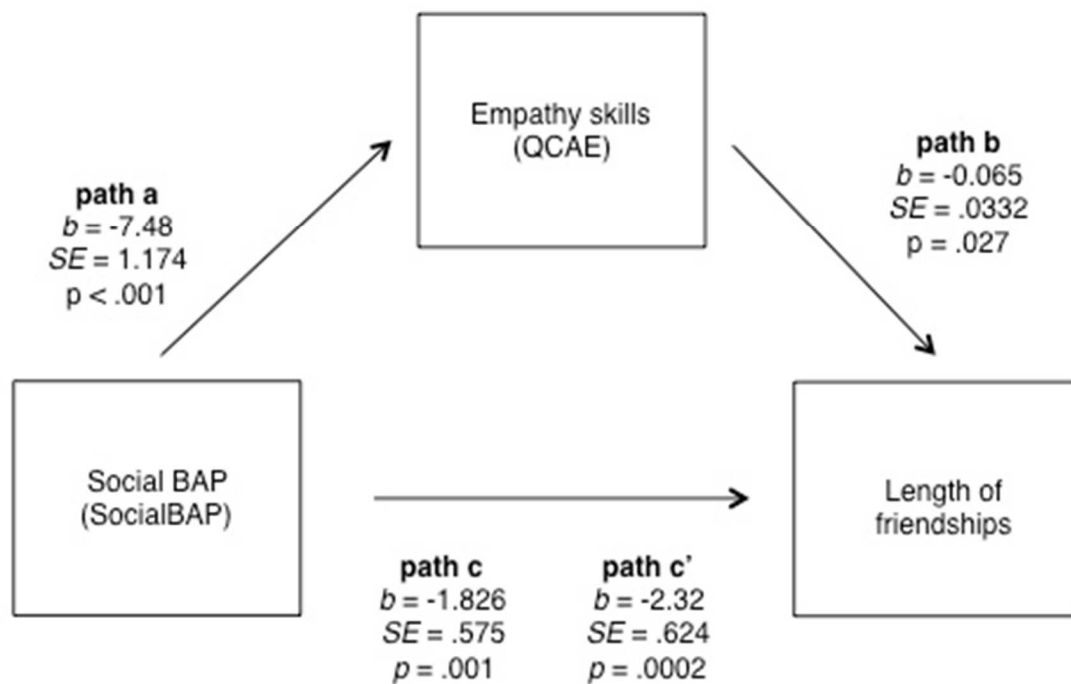 Empathy skills
(QCAE)
path a
b = -7.48
SE = 1.174
p < .001
path b
b = -0.065
SE = .0332
p = .027
Social BAP
(SocialBAP)
Length of
friendships
path c
b = -1.826
SE = .575
p = .001
path c’
b = -2.32
SE = .624
p = .0002